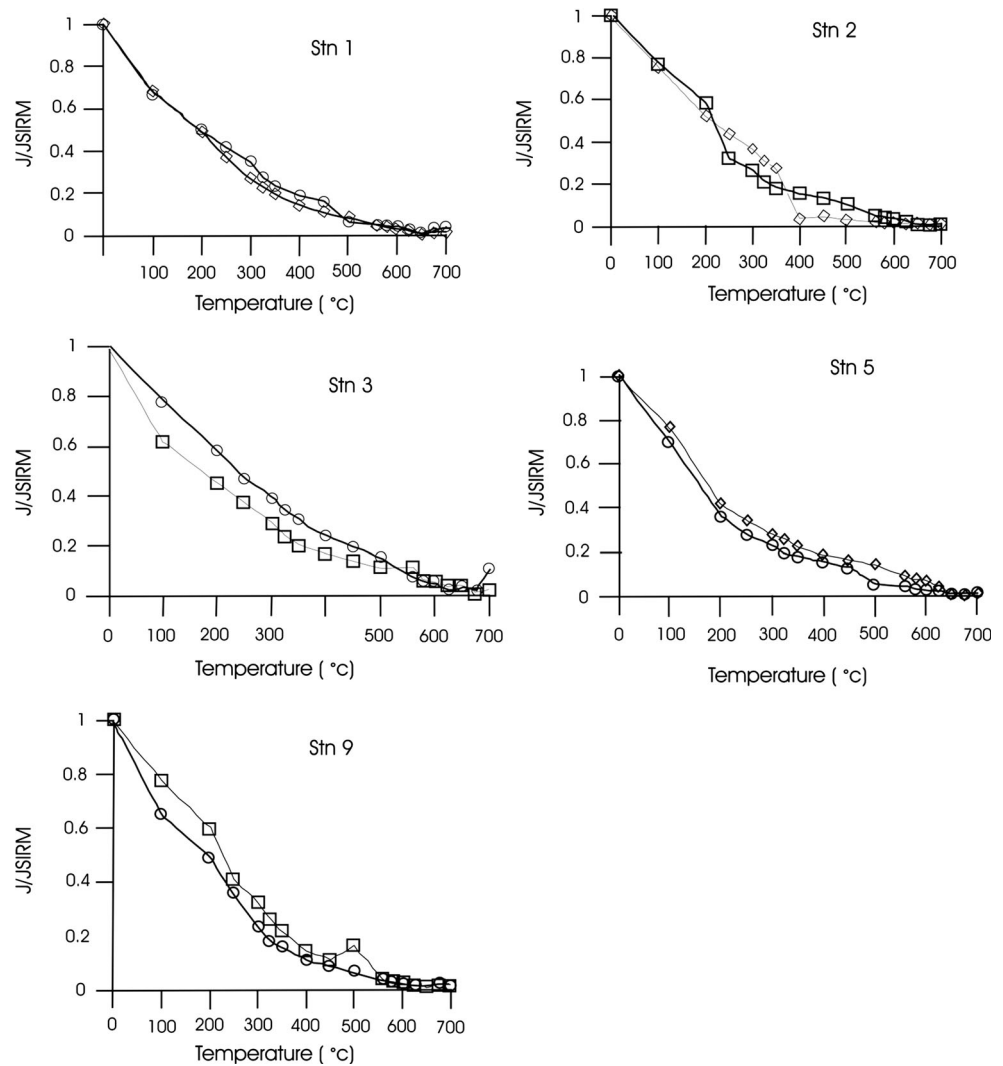 Stn 1
J/JSIRM
1
0.8
0.6
0.4
0.2
0
100 200 300 400 500 600 700
Temperature ( °c)
Stn 2
J/JSIRM
1
0.8
0.6
0.4
0.2
0
0 100 200 300 400 500 600 700
Temperature ( °c)
Stn 3
J/JSIRM
1
0.8
0.6
0.4
0.2
0
0 100 200 300 500 600 700
Temperature ( °c)
Stn 5
J/JSIRM
1
0.8
0.6
0.4
0.2
0
0 100 200 300 400 500 600 700
Temperature ( °c)
Stn 9
J/JSIRM
1
0.8
0.6
0.4
0.2
0
0 100 200 300 400 500 600 700
Temperature ( °c)